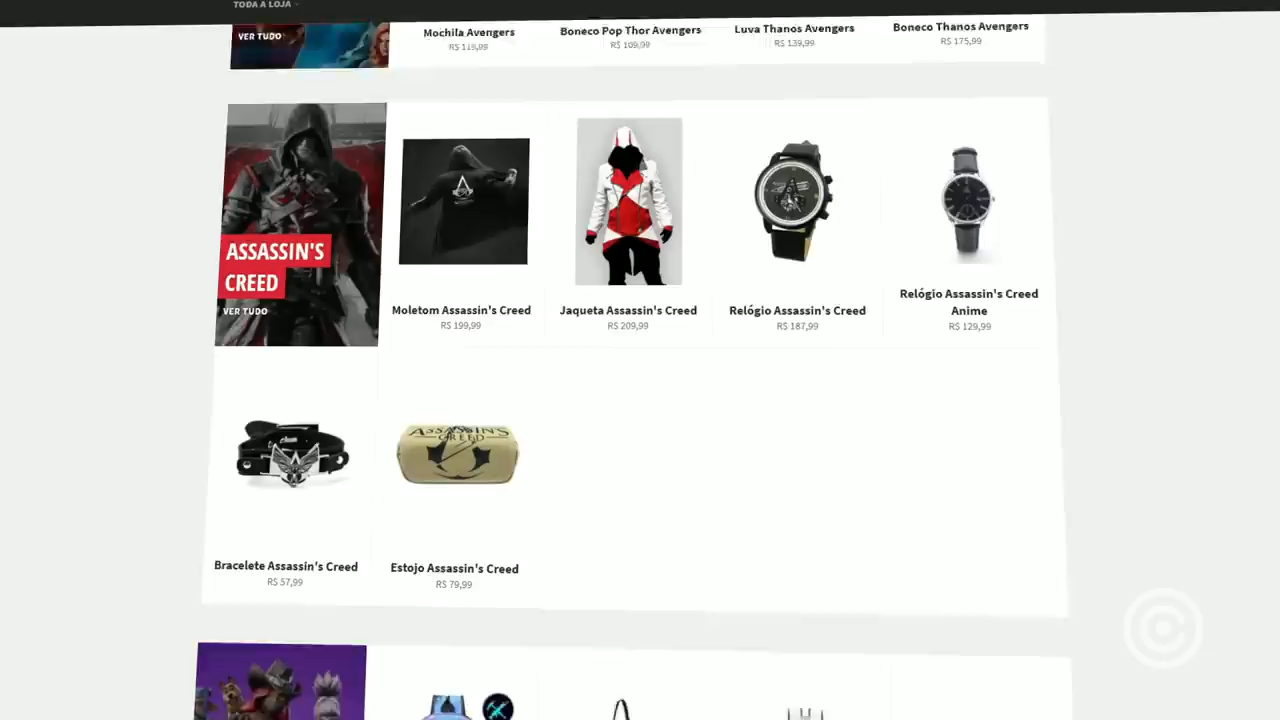 TODA A LOJA
VER TUDO
Mochila Avengers
R$ 119,99
Boneco Pop Thor Avengers
R$ 109,99
Luva Thanos Avengers
R$ 139,99
Boneco Thanos Avengers
R$ 175,99
ASSASSIN'S
CREED
VER TUDO
Moletom Assassin's Creed
R$ 199,99
Jaqueta Assassin's Creed
R$ 209,99
Relógio Assassin's Creed
R$ 187,99
Relógio Assassin's Creed
Anime
R$ 129,99
ASSASSIN'S
CREED
Bracelete Assassin's Creed
R$ 57,99
Estojo Assassin's Creed
R$ 79,99